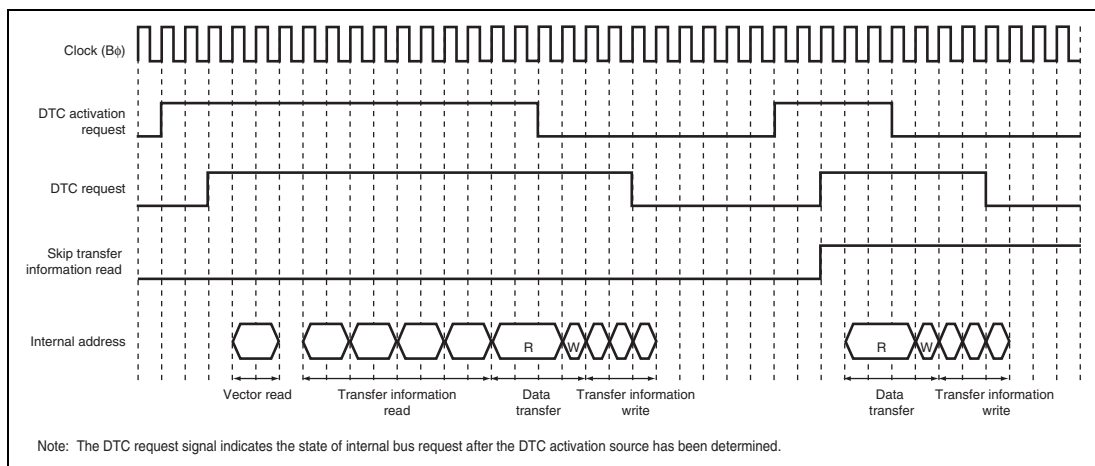 Clock (Bφ)
DTC activation
request
DTC request
Skip transfer
information read
Internal address
R
W
R
W
Vector read
Transfer information
read
Data
transfer
Transfer information
write
Data
transfer
Transfer information
write
Note: The DTC request signal indicates the state of internal bus request after the DTC activation source has been determined.